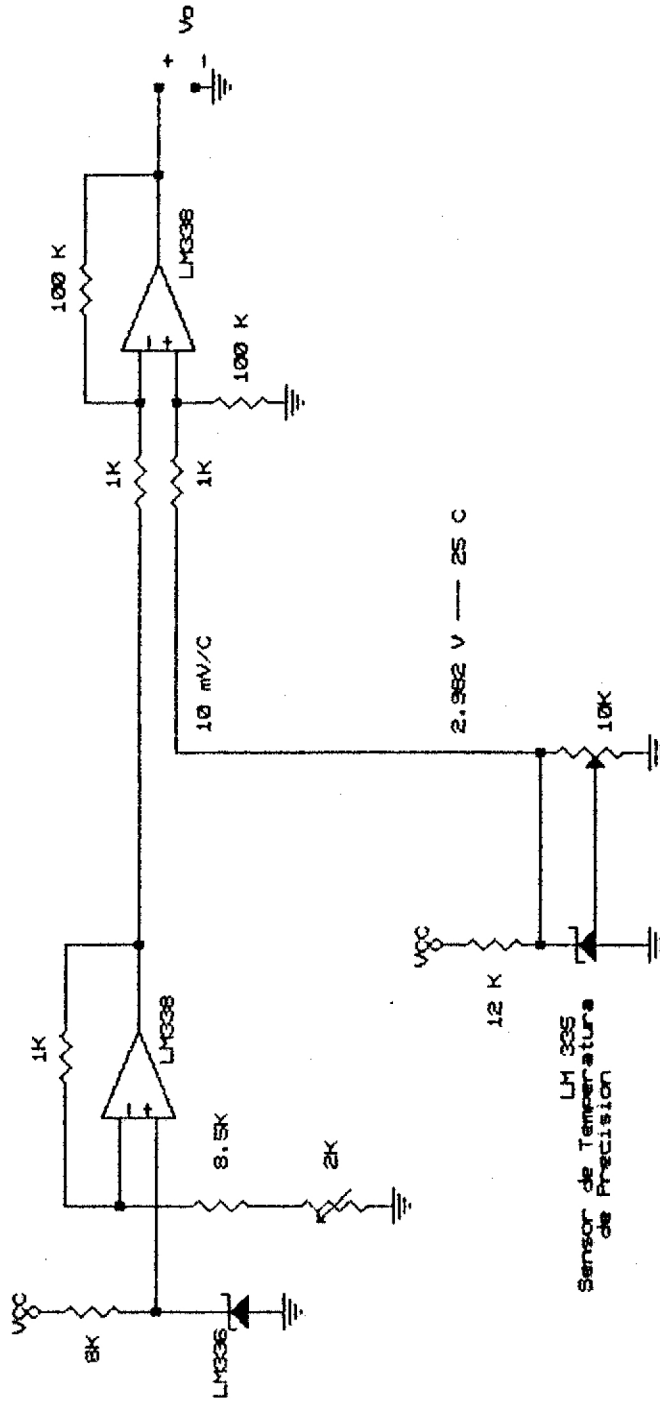 VCC
1K
100 K
8K
-
+
LM338
1K
-
+
LM338
+
Vo
-
LM336
8.5K
1K
100 K
2K
10 mV/C
VCC
12 K
2.982 V — 25 C
LM 335
10K
Sensor de Temperatura
de Precision